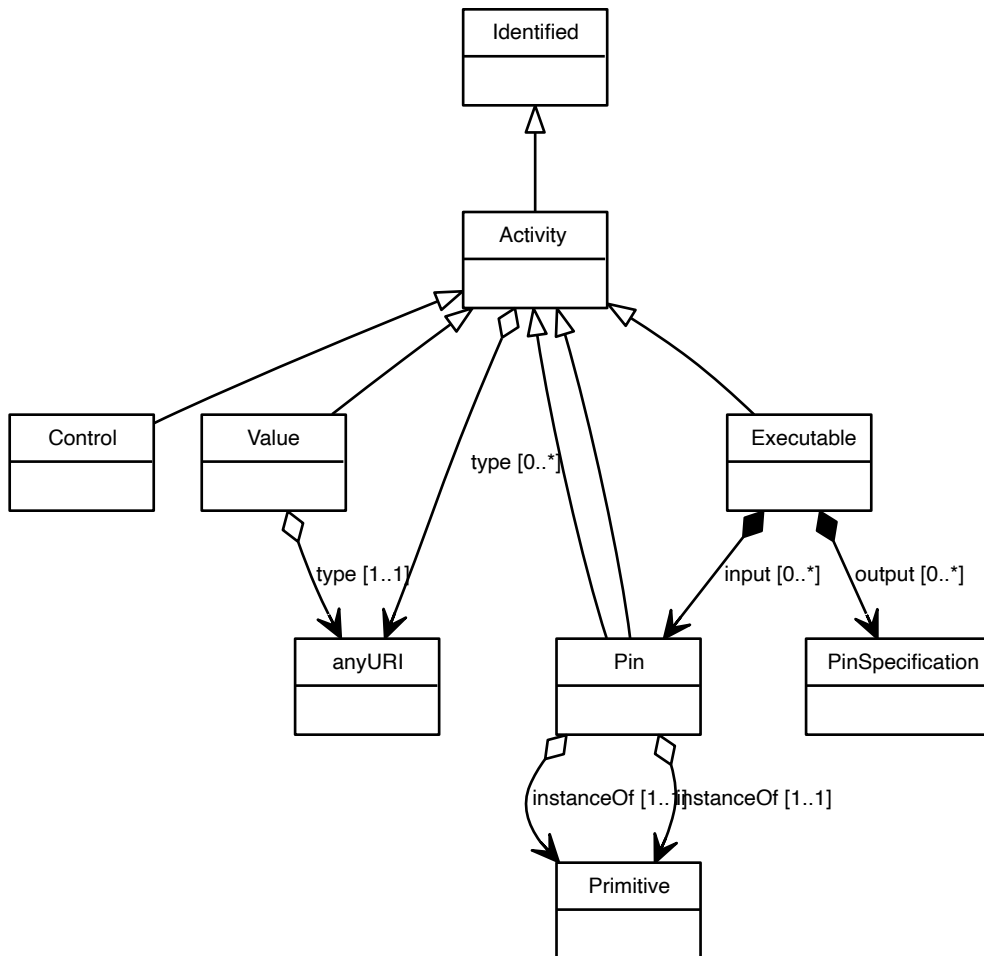 Identified
Activity
Control
Value
Executable
type [0..*]
type [1..1]
input [0..*]
output [0..*]
anyURI
Pin
PinSpecification
instanceOf [1..1]
instanceOf [1..1]
Primitive